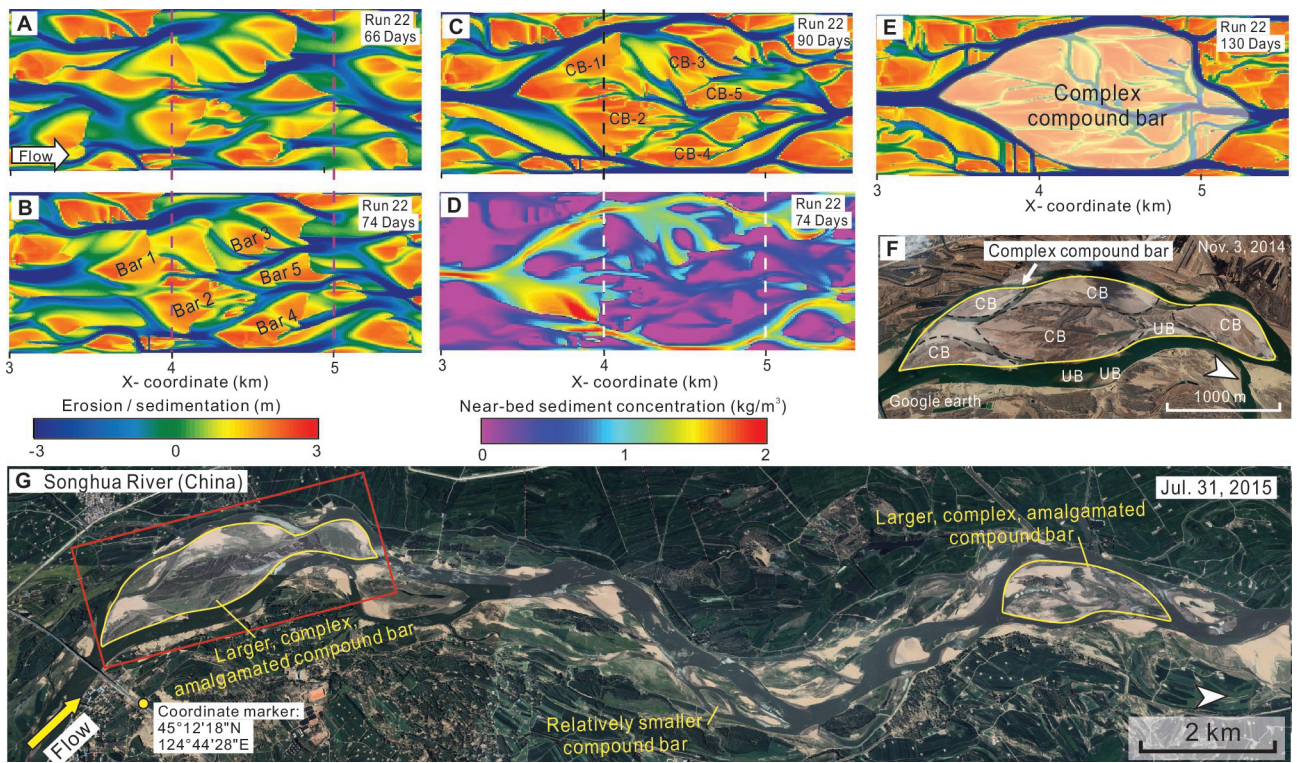 A
Run 22
66 Days
Flow
B
Run 22
74 Days
Bar 1
Bar 2
Bar 3
Bar 4
Bar 5
3
4
5
X- coordinate (km)
Erosion / sedimentation (m)
-3
0
3
C
Run 22
90 Days
CB-1
CB-2
CB-3
CB-5
CB-4
D
Run 22
74 Days
4
5
X- coordinate (km)
Near-bed sediment concentration (kg/m³)
0
1
2
E
Run 22
130 Days
Complex
compound bar
3
4
5
X- coordinate (km)
Complex compound bar
Nov. 3, 2014
F
CB
CB
CB
CB
UB
UB
UB
Google earth
1000 m
G
Songhua River (China)
Jul. 31, 2015
Larger, complex,
amalgamated compound bar
Larger, complex, amalgamated
compound bar
Relatively smaller
compound bar
Flow
Coordinate marker:
45°12'18"N
124°44'28"E
2 km